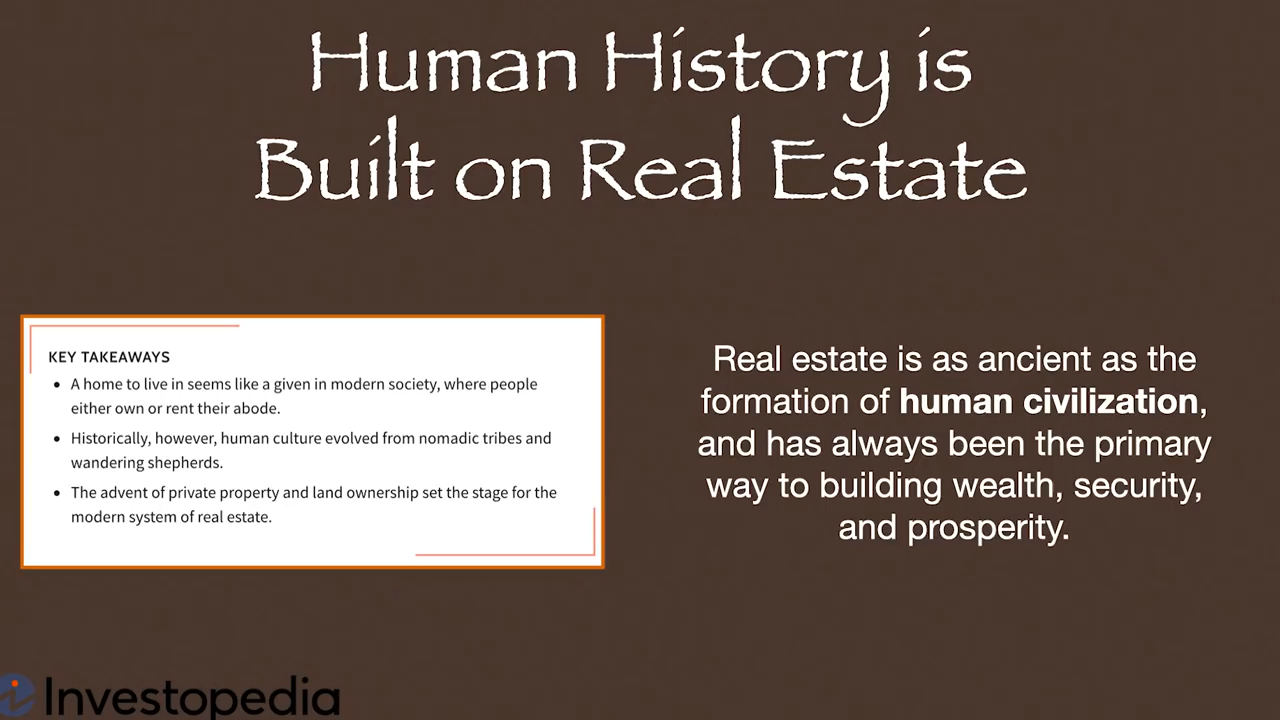 Human History is
Built on Real Estate
KEY TAKEAWAYS
• A home to live in seems like a given in modern society, where people
either own or rent their abode.
• Historically, however, human culture evolved from nomadic tribes and
wandering shepherds.
• The advent of private property and land ownership set the stage for the
modern system of real estate.
Real estate is as ancient as the
formation of human civilization,
and has always been the primary
way to building wealth, security,
and prosperity.
Investopedia